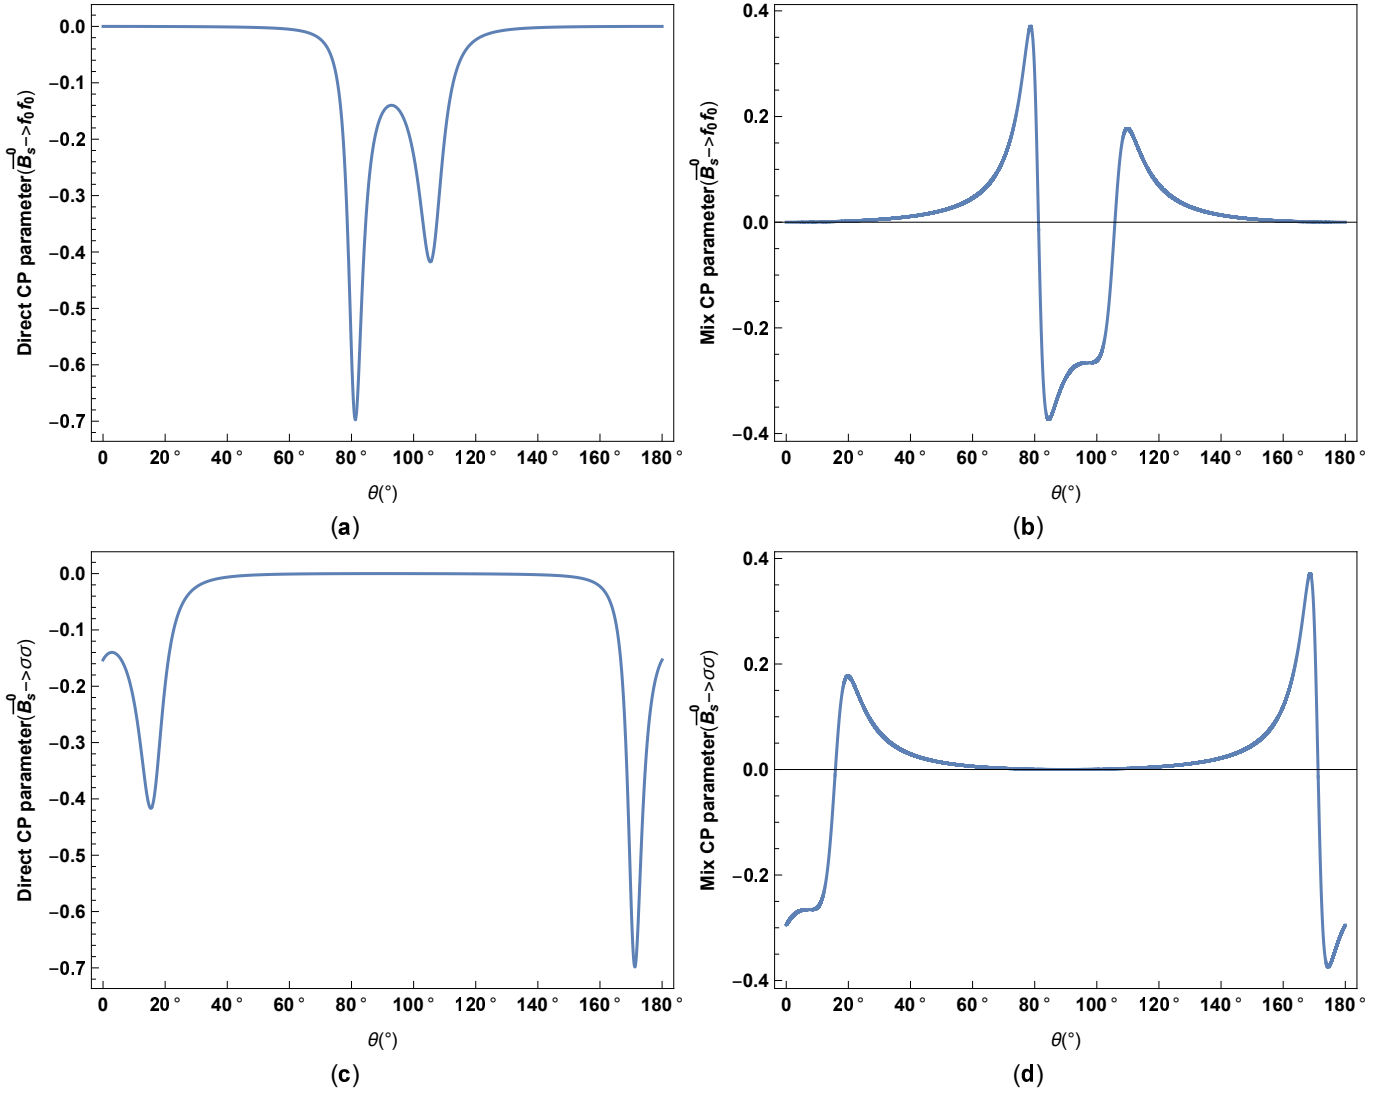 Direct CP parameter(B̅ₛ⁰−>f₀f₀)
0.0
−0.1
−0.2
−0.3
−0.4
−0.5
−0.6
−0.7
0 20° 40° 60° 80° 100° 120° 140° 160° 180°
θ(°)
(a)
Mix CP parameter(B̅ₛ⁰−>f₀f₀)
0.4
0.2
0.0
−0.2
−0.4
0 20° 40° 60° 80° 100° 120° 140° 160° 180°
θ(°)
(b)
Direct CP parameter(B̅ₛ⁰−>σσ)
0.0
−0.1
−0.2
−0.3
−0.4
−0.5
−0.6
−0.7
0 20° 40° 60° 80° 100° 120° 140° 160° 180°
θ(°)
(c)
Mix CP parameter(B̅ₛ⁰−>σσ)
0.4
0.2
0.0
−0.2
−0.4
0 20° 40° 60° 80° 100° 120° 140° 160° 180°
θ(°)
(d)